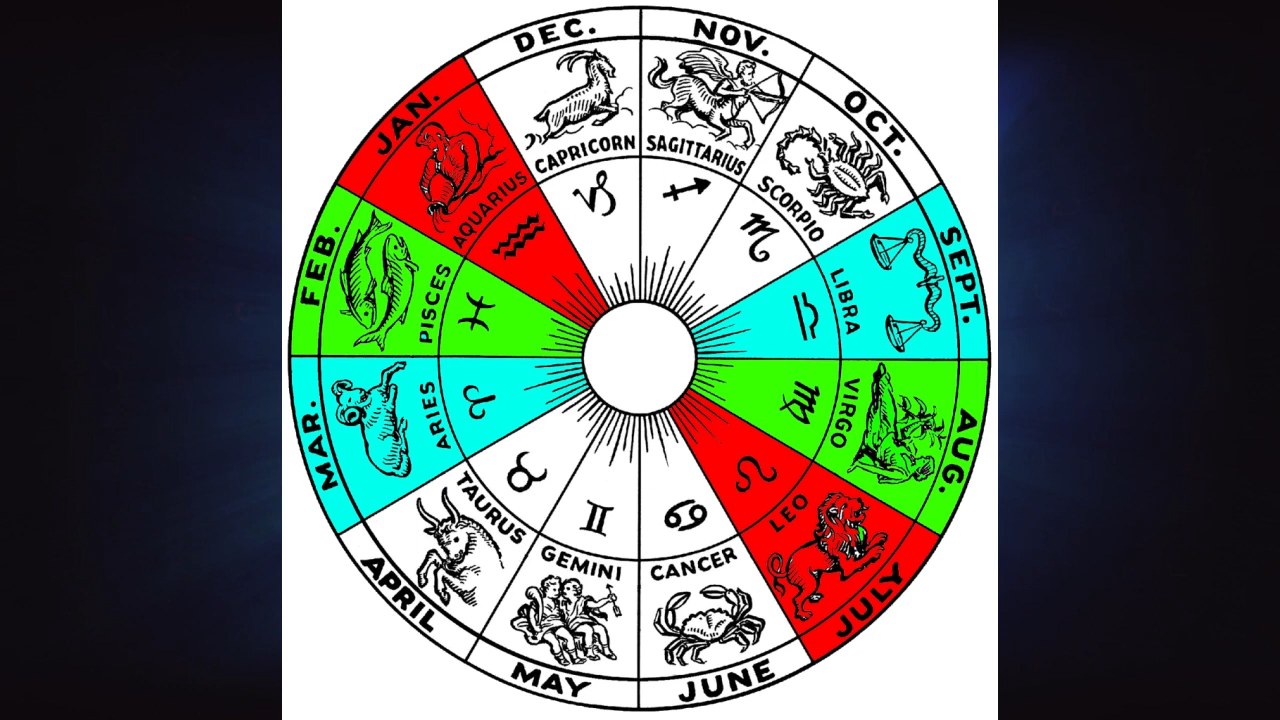 DEC.
NOV.
OCT.
SEPT.
AUG.
JULY
JUNE
MAY
APRIL
MAR.
FEB.
JAN.
CAPRICORN
SAGITTARIUS
SCORPIO
LIBRA
VIRGO
LEO
CANCER
GEMINI
TAURUS
ARIES
PISCES
AQUARIUS
♑
♐
♏
♎
♍
♌
♋
♊
♉
♈
♓
♒